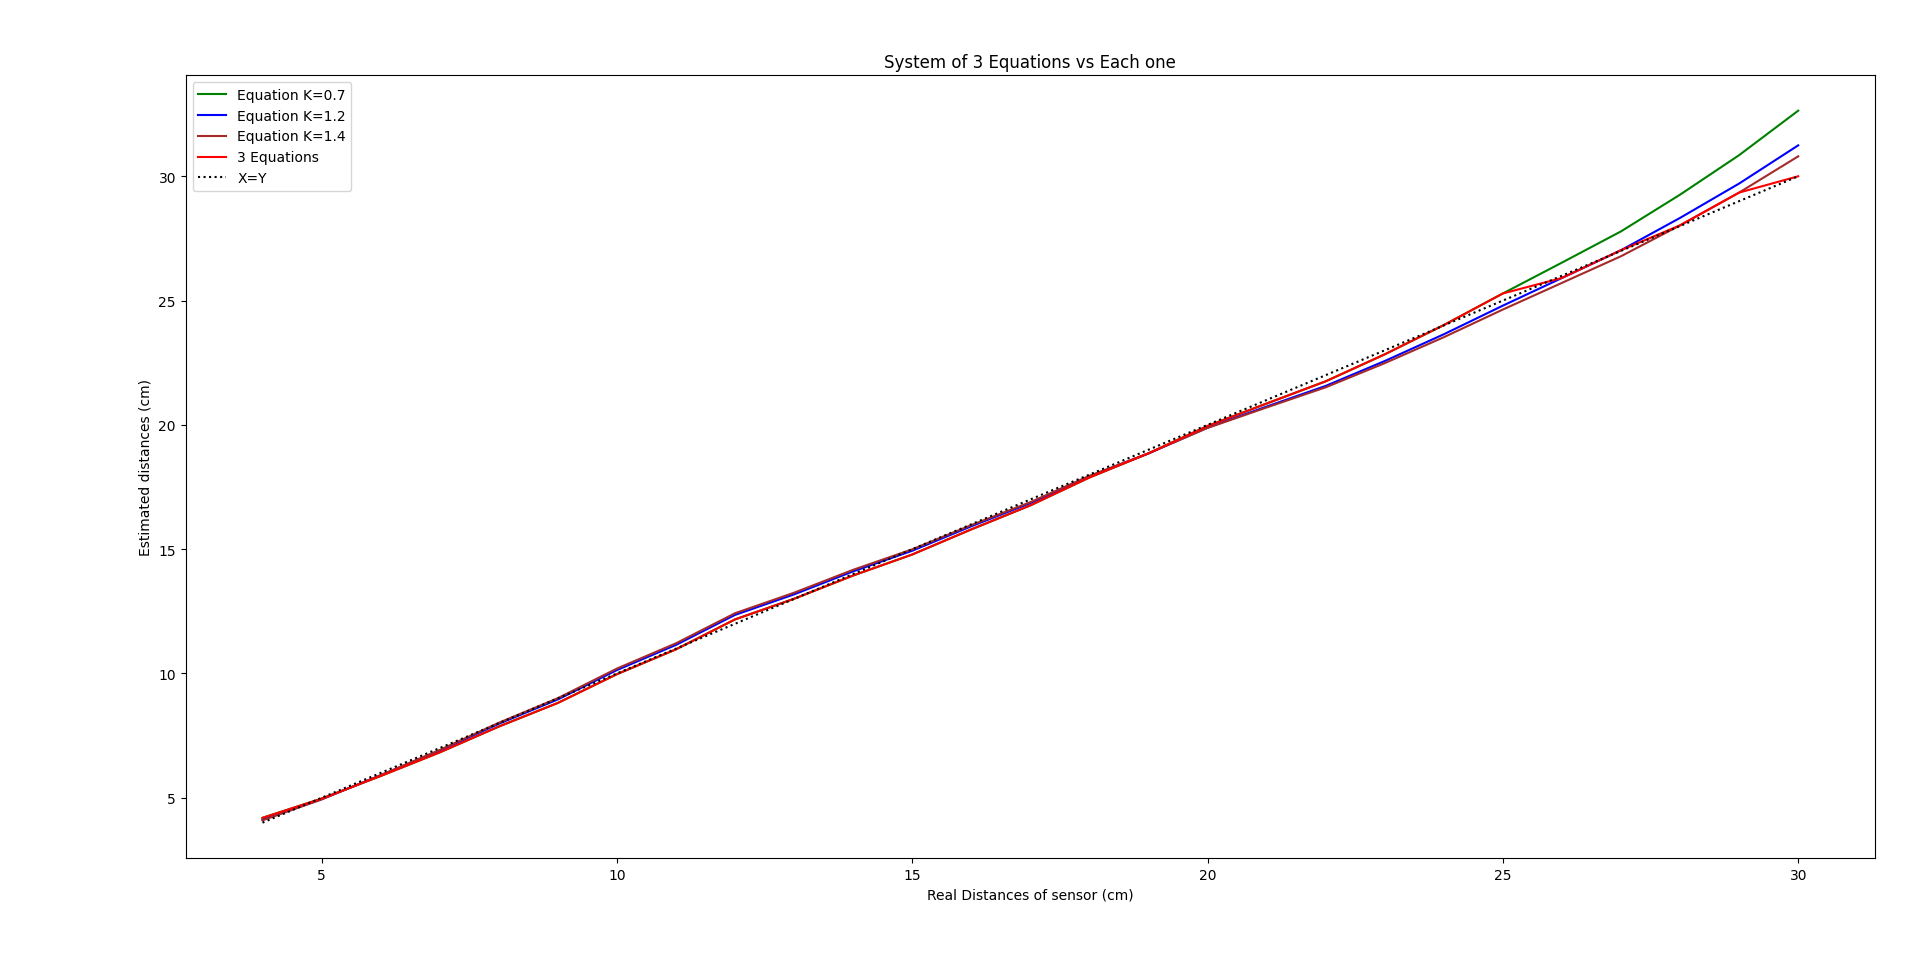 System of 3 Equations vs Each one
Equation K=0.7
Equation K=1.2
Equation K=1.4
3 Equations
X=Y
30
25
20
15
10
5
Estimated distances (cm)
5 10 15 20 25 30
Real Distances of sensor (cm)